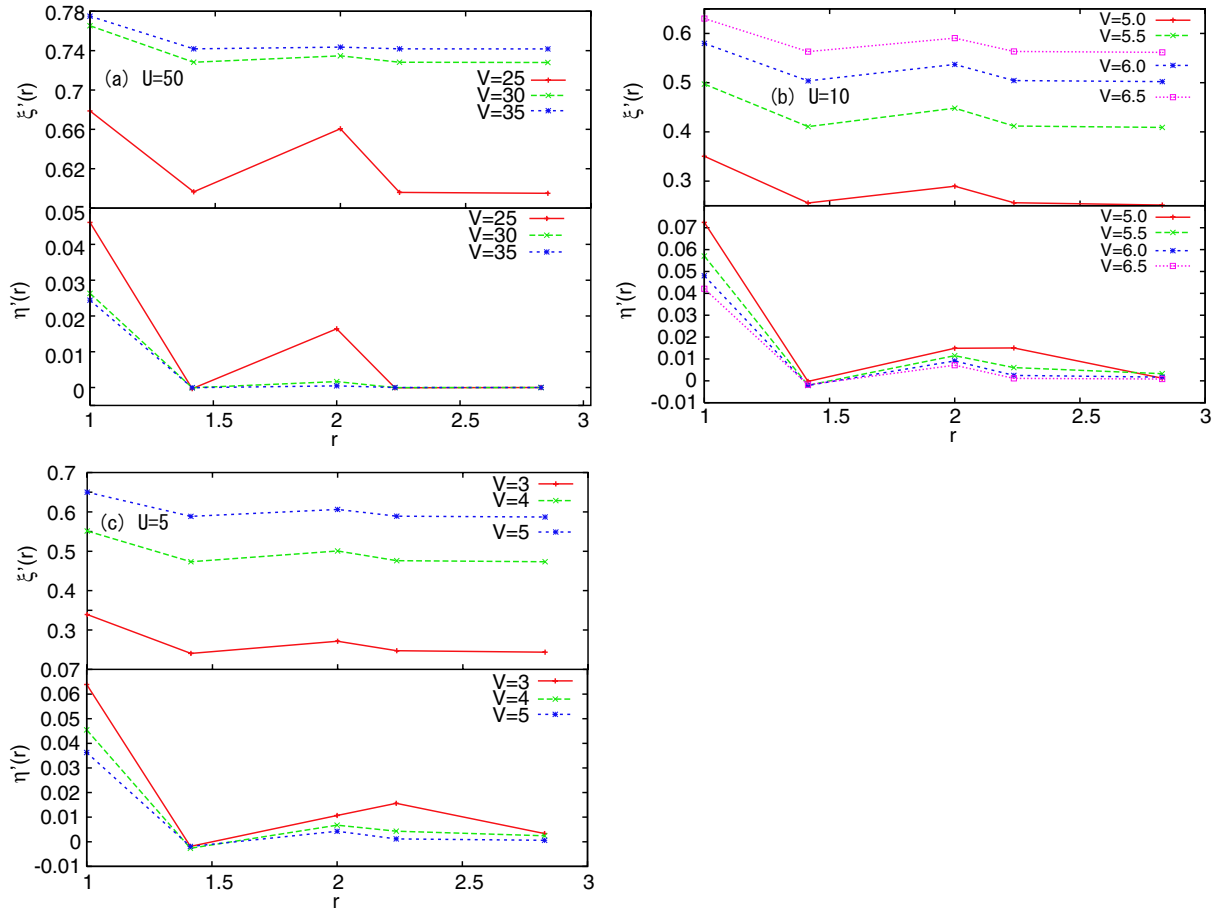 0.78
0.74
0.7
0.66
0.62
ξ'(r)
(a) U=50
V=25
V=30
V=35
0.05
0.04
0.03
0.02
0.01
0
η'(r)
V=25
V=30
V=35
1
1.5
2
2.5
3
r
0.6
0.5
0.4
0.3
ξ'(r)
(b) U=10
V=5.0
V=5.5
V=6.0
V=6.5
0.07
0.06
0.05
0.04
0.03
0.02
0.01
0
-0.01
η'(r)
V=5.0
V=5.5
V=6.0
V=6.5
1
1.5
2
2.5
3
r
0.7
0.6
0.5
0.4
0.3
ξ'(r)
(c) U=5
V=3
V=4
V=5
0.07
0.06
0.05
0.04
0.03
0.02
0.01
0
-0.01
η'(r)
V=3
V=4
V=5
1
1.5
2
2.5
3
r